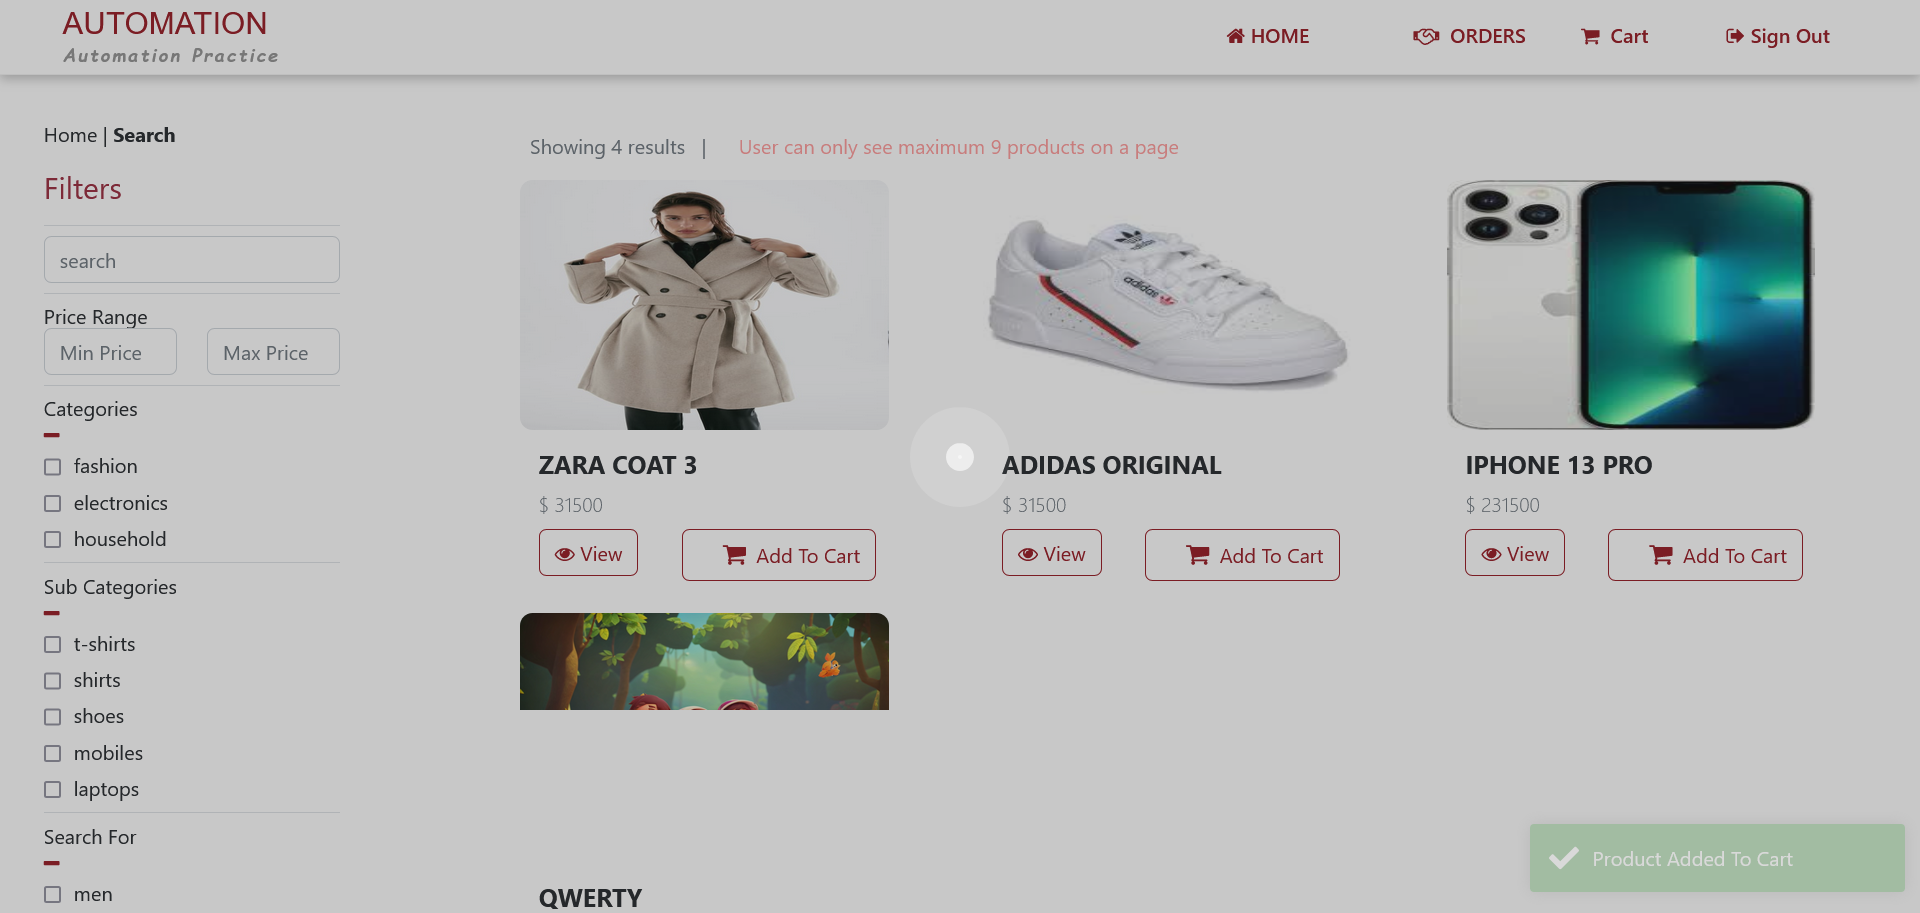 AUTOMATION
Automation Practice
HOME
ORDERS
Cart
Sign Out
Home | Search
Filters
search
Price Range
Min Price
Max Price
Categories
fashion
electronics
household
Sub Categories
t-shirts
shirts
shoes
mobiles
laptops
Search For
men
Showing 4 results |
User can only see maximum 9 products on a page
adidas
adidas
ZARA COAT 3
$ 31500
View
Add To Cart
ADIDAS ORIGINAL
$ 31500
View
Add To Cart
IPHONE 13 PRO
$ 231500
View
Add To Cart
QWERTY
Product Added To Cart